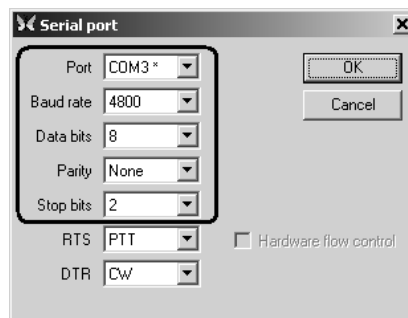 Serial port
Port COM3 *
OK
Baud rate 4800
Cancel
Data bits 8
Parity None
Stop bits 2
RTS PTT
Hardware flow control
DTR CW